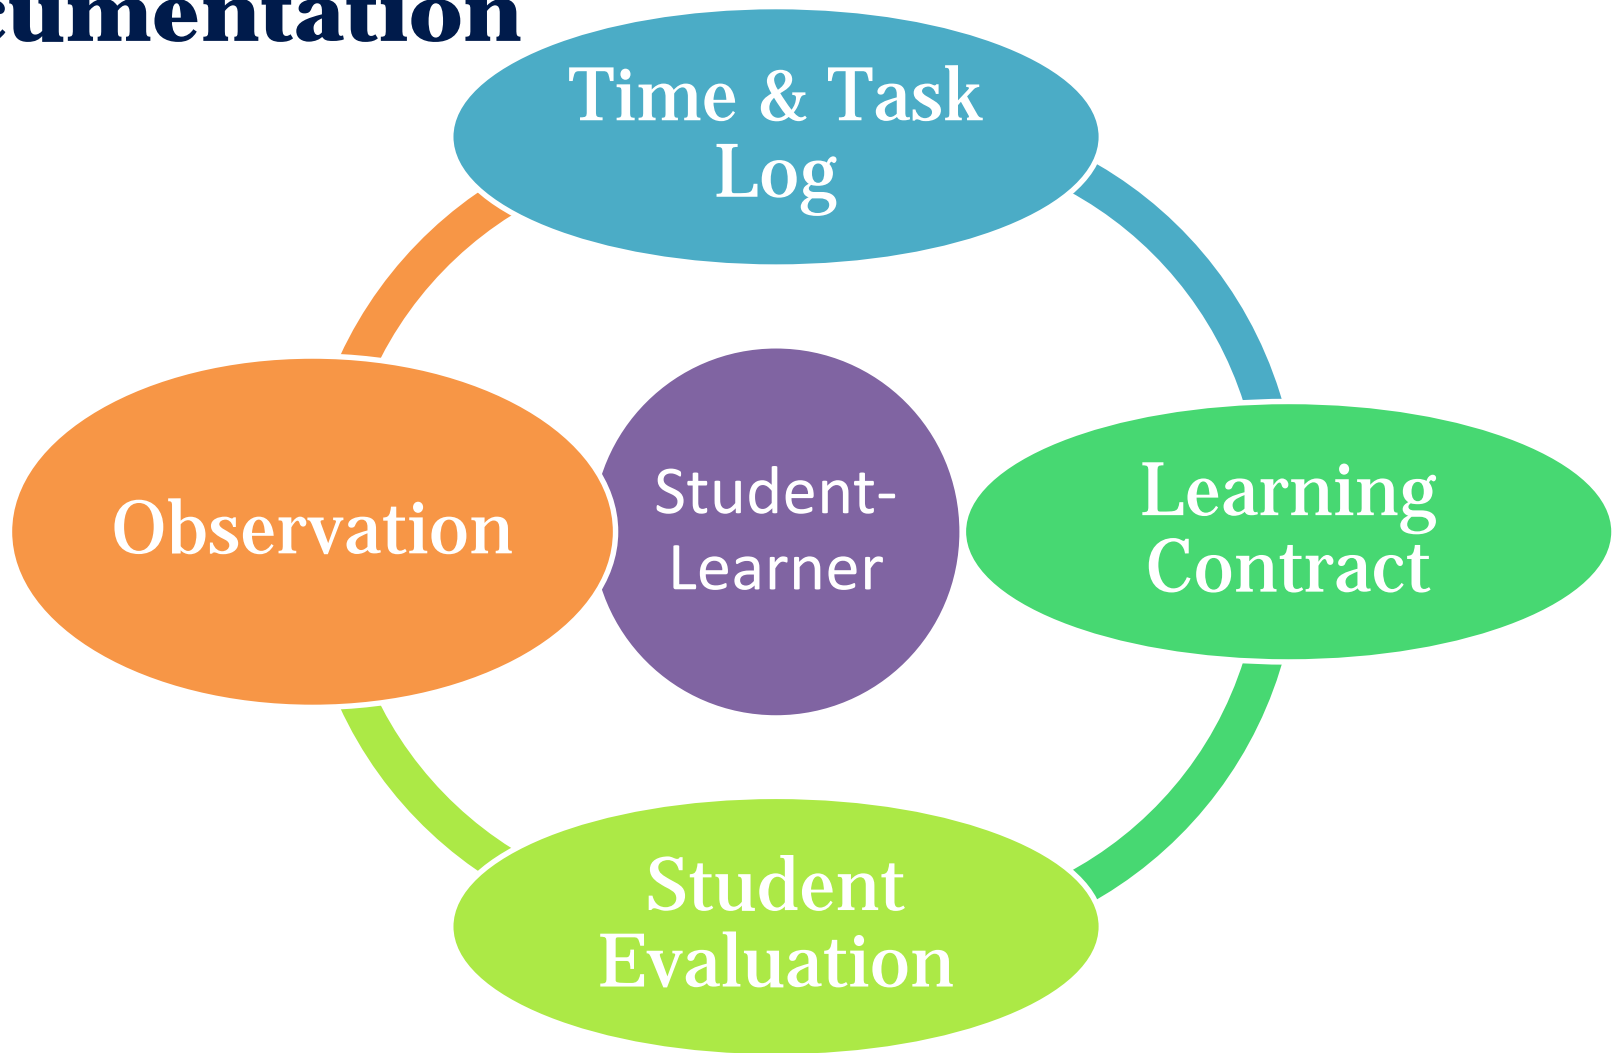 cumentation
Time & Task
Log
Observation
Student-
Learner
Learning
Contract
Student
Evaluation